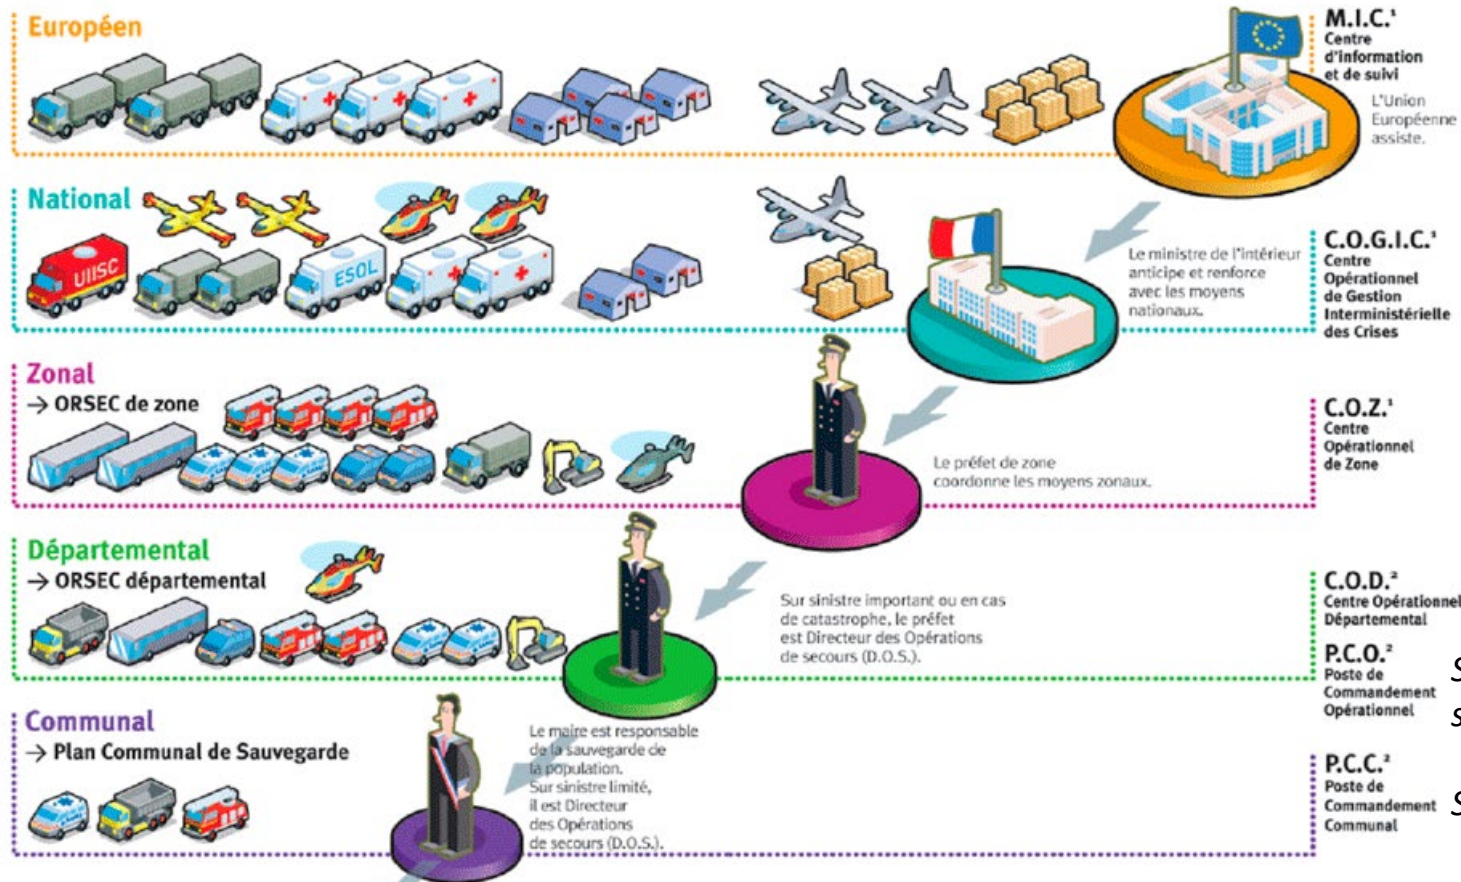 Européen
M.I.C.¹
Centre
d'information
et de suivi
L'Union
Européenne
assiste.
National
UIISC
ESOL
Le ministre de l'intérieur
anticipe et renforce
avec les moyens
nationaux.
C.O.G.I.C.¹
Centre
Opérationnel
de Gestion
Interministérielle
des Crises
Zonal
→ ORSEC de zone
Le préfet de zone
coordonne les moyens zonaux.
C.O.Z.¹
Centre
Opérationnel
de Zone
Départemental
→ ORSEC départemental
Sur sinistre important ou en cas
de catastrophe, le préfet
est Directeur des Opérations
de secours (D.O.S.).
C.O.D.²
Centre Opérationnel
Départemental
P.C.O.²
Poste de
Commandement
Opérationnel
S
s
Communal
→ Plan Communal de Sauvegarde
Le maire est responsable
de la sauvegarde de
la population.
Sur sinistre limité,
il est Directeur
des Opérations
de secours (D.O.S.).
P.C.C.²
Poste de
Commandement
Communal
S